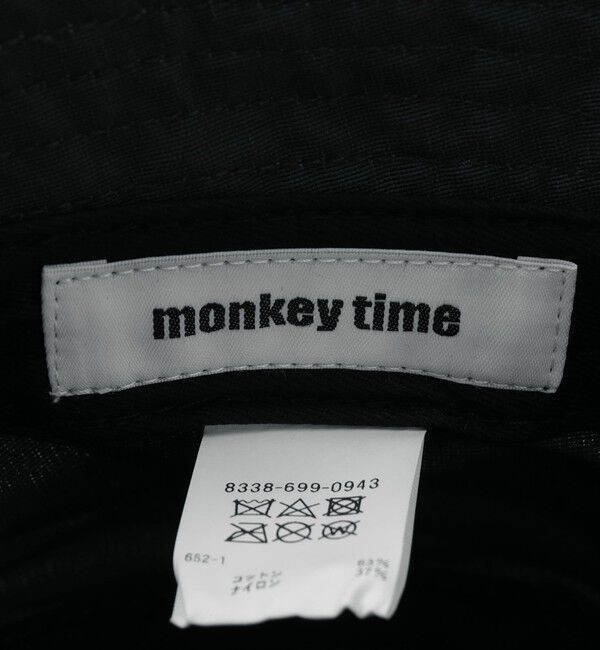 monkey time
8338-699-0943
652-1
コットン 63%
ナイロン 37%